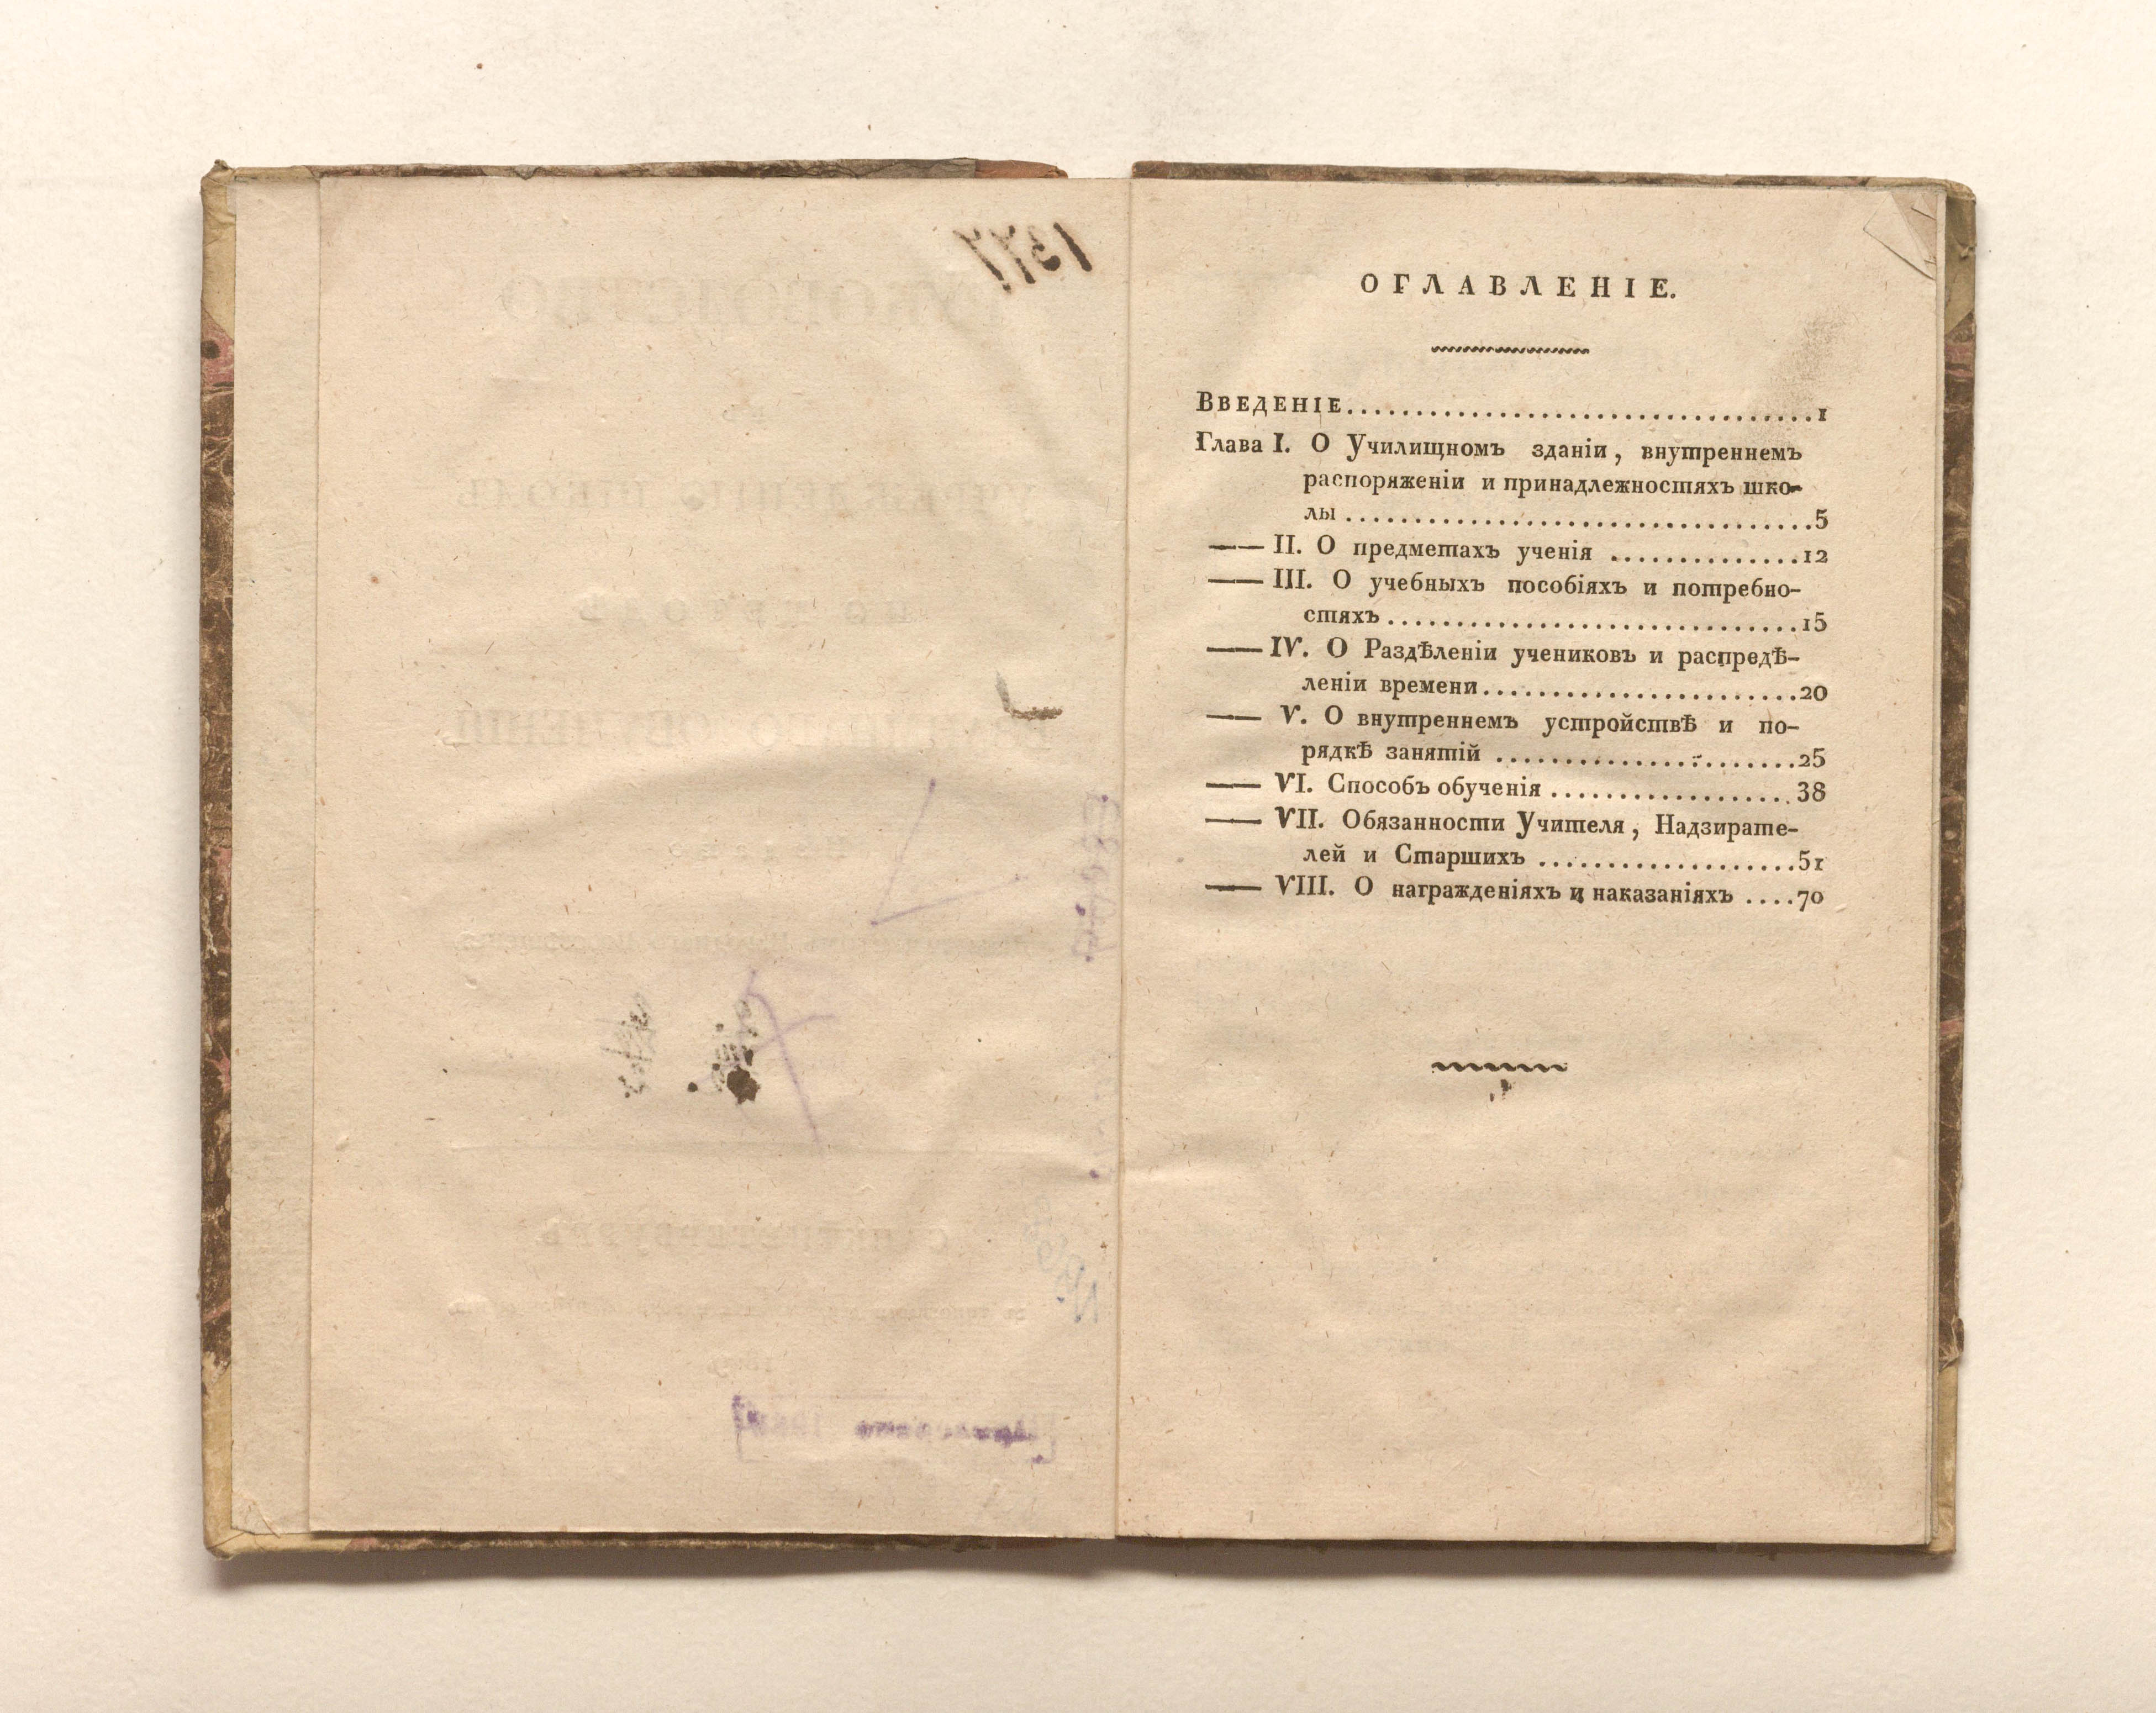 ОГЛАВЛЕНІЕ.
ВВЕДЕНІЕ..................................1
Глава I. О Училищномъ зданіи, внутреннемъ
распоряженіи и принадлежностяхъ шко-
лы ..................................5
—— II. О предметахъ ученія ..............12
—— III. О учебныхъ пособіяхъ и потребно-
стяхъ..............................15
—— IV. О Раздѣленіи учениковъ и распредѣ-
леніи времени.......................20
—— V. О внутреннемъ устройствѣ и по-
рядкѣ занятій ......................25
—— VI. Способъ обученія ..................38
—— VII. Обязанности Учителя, Надзирате-
лей и Старшихъ ...................51
—— VIII. О награжденіяхъ и наказаніяхъ ....70